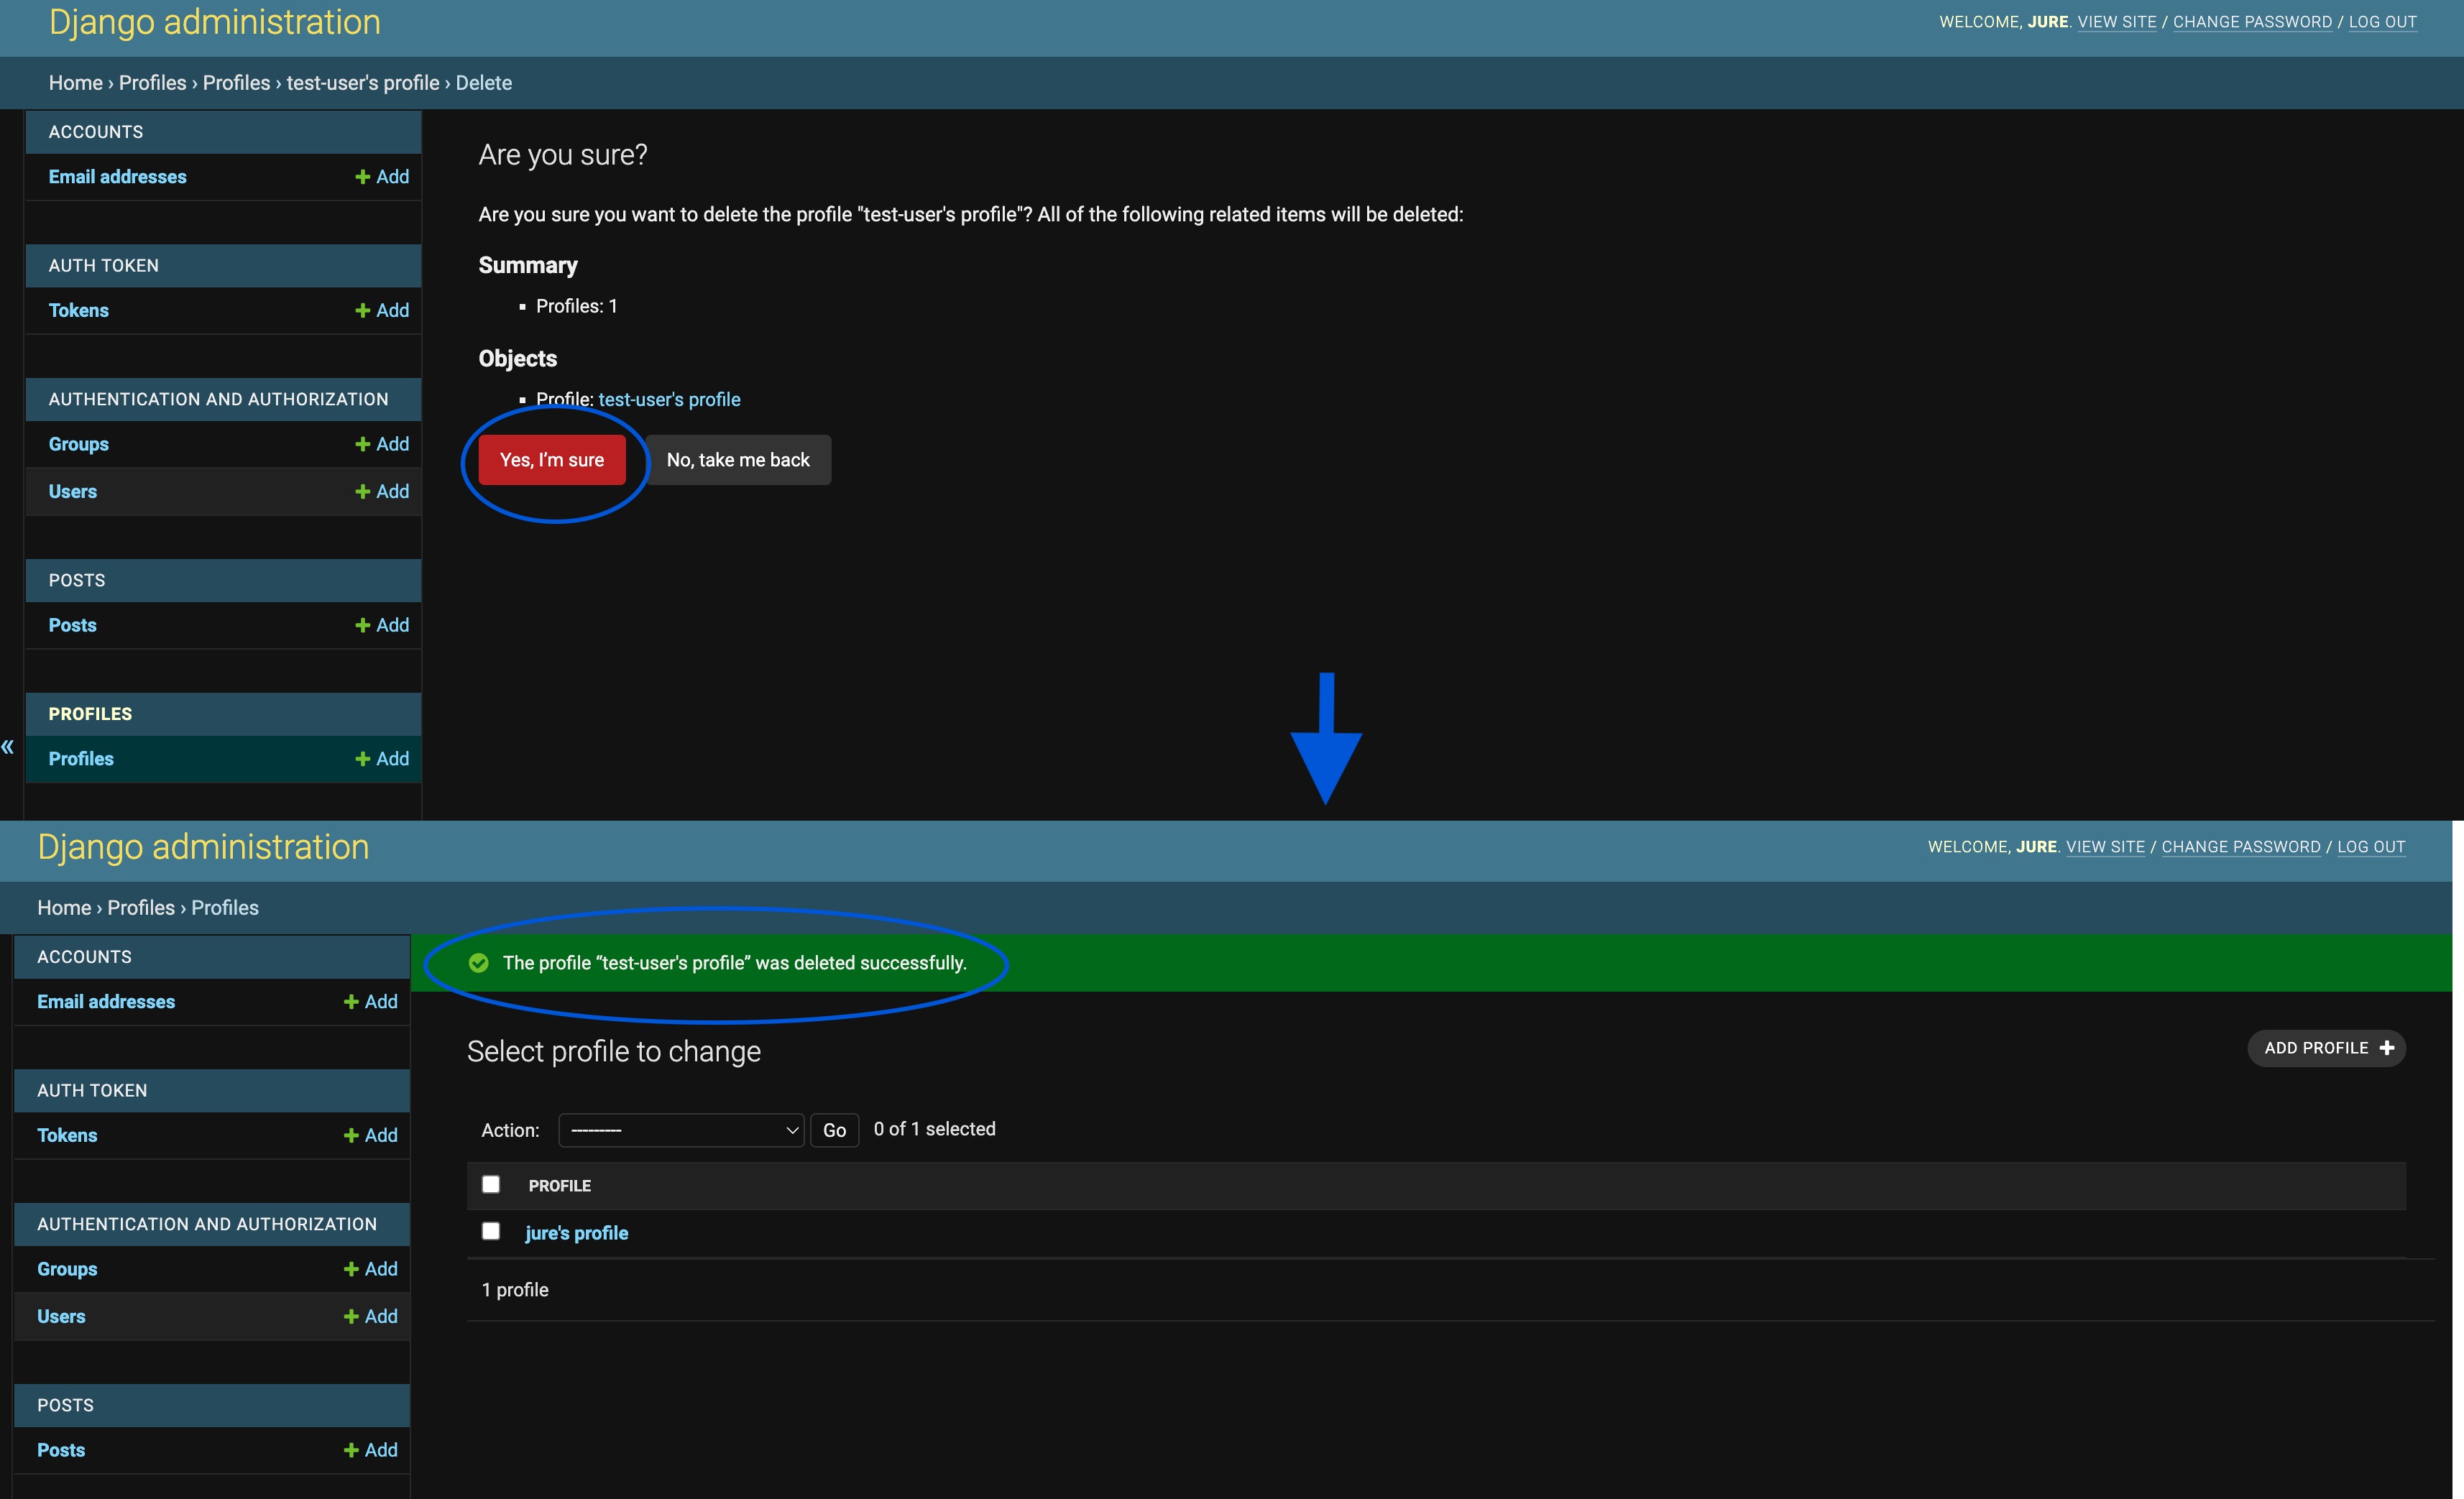 Django administration
WELCOME, JURE. VIEW SITE / CHANGE PASSWORD / LOG OUT
Home › Profiles › Profiles › test-user's profile › Delete
ACCOUNTS
Email addresses
Add
AUTH TOKEN
Tokens
Add
AUTHENTICATION AND AUTHORIZATION
Groups
Add
Users
Add
POSTS
Posts
Add
PROFILES
«
Profiles
Add
Are you sure?
Are you sure you want to delete the profile "test-user's profile"? All of the following related items will be deleted:
Summary
Profiles: 1
Objects
Profile: test-user's profile
Yes, I’m sure
No, take me back
Django administration
WELCOME, JURE. VIEW SITE / CHANGE PASSWORD / LOG OUT
Home › Profiles › Profiles
ACCOUNTS
Email addresses
Add
AUTH TOKEN
Tokens
Add
AUTHENTICATION AND AUTHORIZATION
Groups
Add
Users
Add
POSTS
Posts
Add
The profile “test-user's profile” was deleted successfully.
Select profile to change
ADD PROFILE
Action:
---------
Go
0 of 1 selected
PROFILE
jure's profile
1 profile